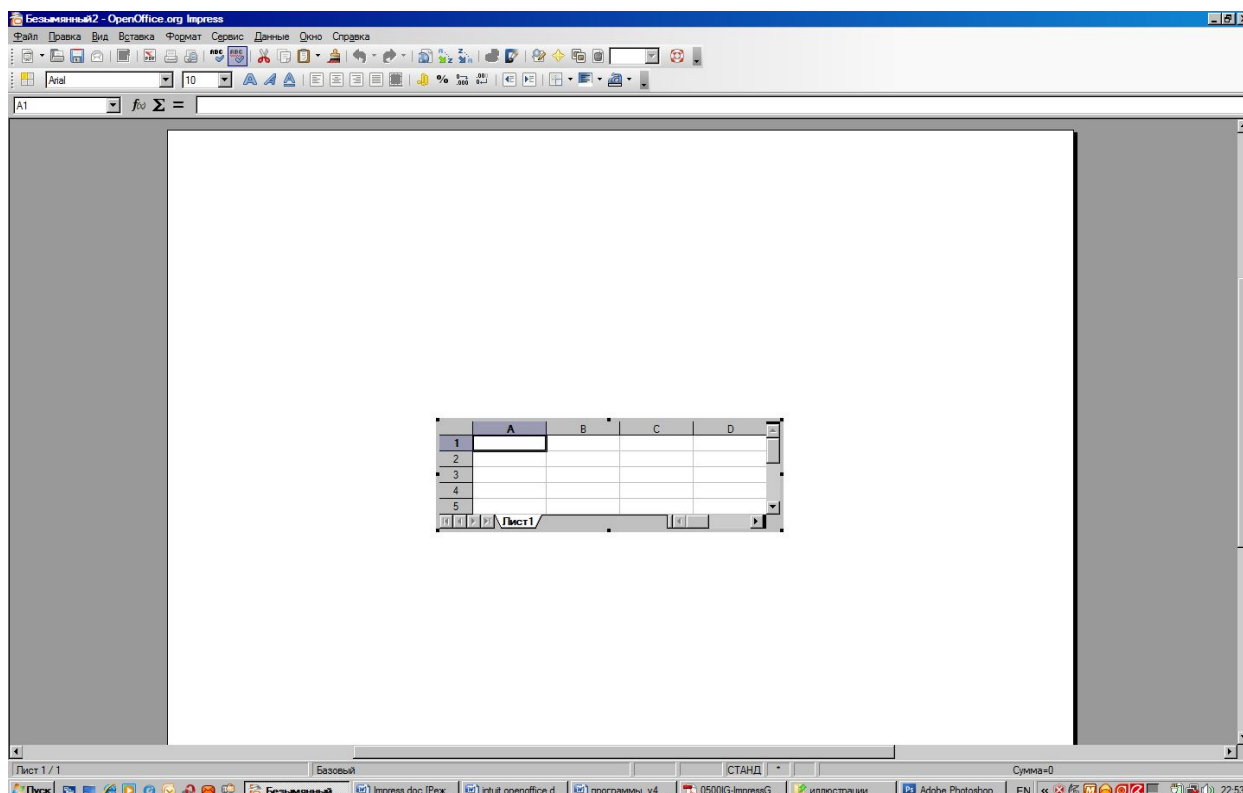 Безымянный2 - OpenOffice.org Impress
Файл Правка Вид Вставка Формат Сервис Данные Окно Справка
Arial 10
A1 f(x) Σ =
A B C D
1
2
3
4
5
Лист1
Лист 1 / 1 Базовый СТАНД * Сумма=0
Пуск Безымянный Impress.doc [Реж intuit openoffice.d программы_v4 0500IG-ImpressG иллюстрации Adobe Photoshop EN « 22:53